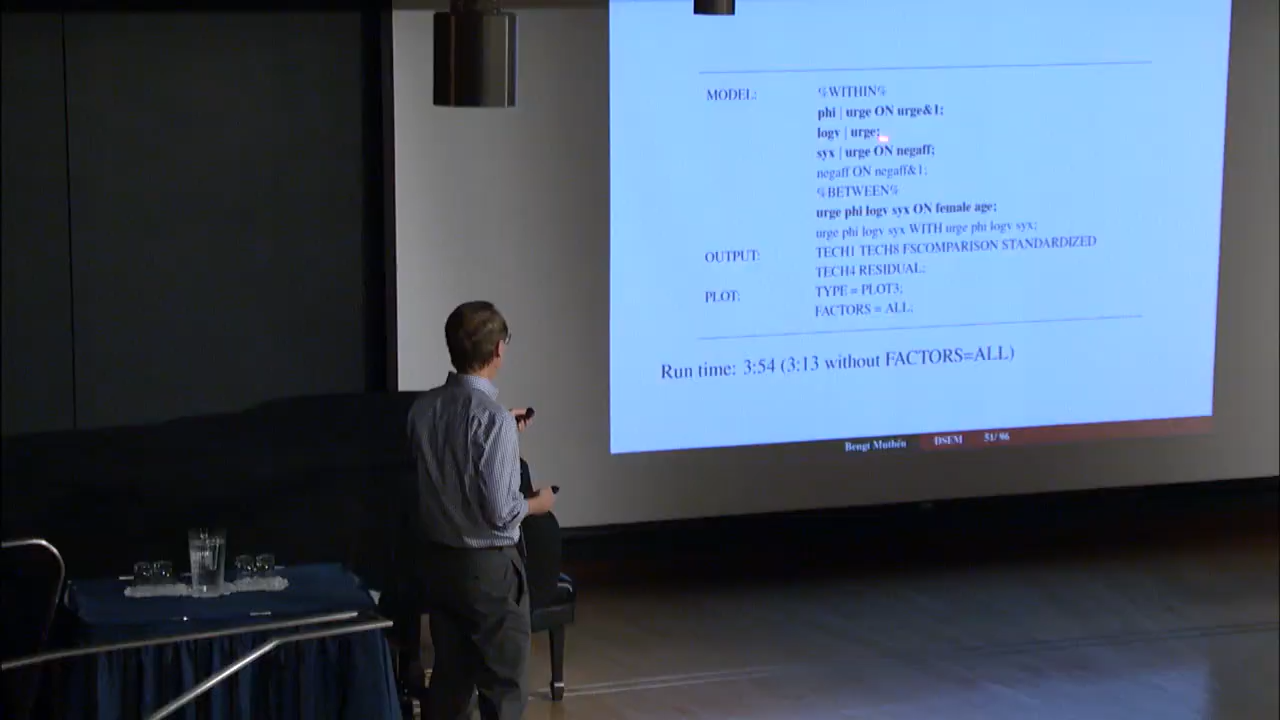 MODEL: %WITHIN%
phi | urge ON urge&1;
logv | urge;
syx | urge ON negaff;
negaff ON negaff&1;
%BETWEEN%
urge phi logv syx ON female age;
urge phi logv syx WITH urge phi logv syx;
OUTPUT: TECH1 TECH8 FSCOMPARISON STANDARDIZED
TECH4 RESIDUAL;
PLOT: TYPE = PLOT3;
FACTORS = ALL;
Run time: 3:54 (3:13 without FACTORS=ALL)
Bengt Muthén DSEM 51/ 96